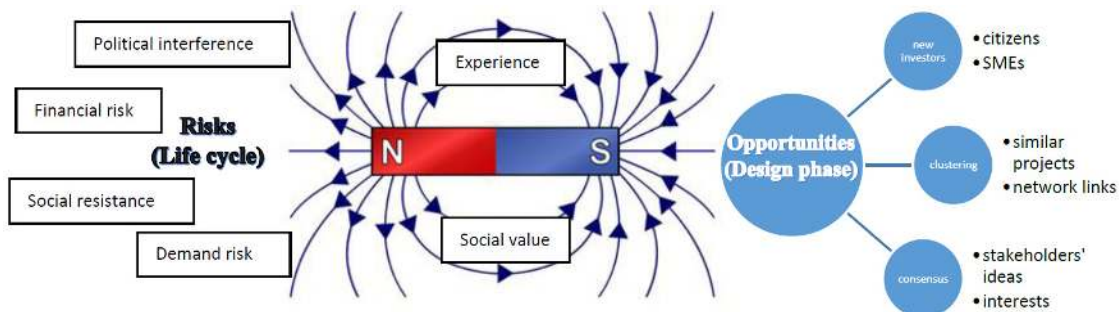 Political interference
Financial risk
Risks
(Life cycle)
Social resistance
Demand risk
Experience
N
S
Social value
Opportunities
(Design phase)
new
investors
• citizens
• SMEs
clustering
• similar
projects
• network links
consensus
• stakeholders'
ideas
• interests